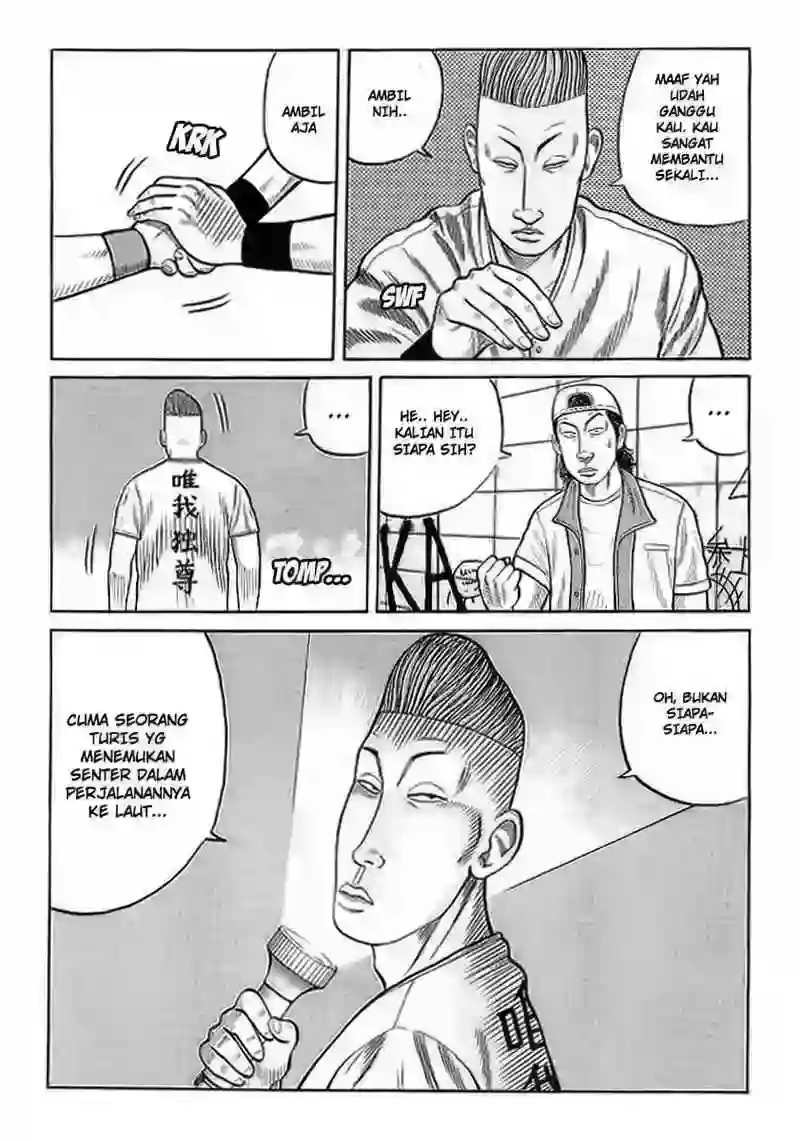 MAAF YAH
UDAH
GANGGU
KAU. KAU
SANGAT
MEMBANTU
SEKALI...
AMBIL
NIH..
SWF
AMBIL
AJA
KRK
...
HE.. HEY..
KALIAN ITU
SIAPA SIH?
KA
...
唯
我
独
尊
TOMP...
OH, BUKAN
SIAPA-
SIAPA...
CUMA SEORANG
TURIS YG
MENEMUKAN
SENTER DALAM
PERJALANANNYA
KE LAUT...